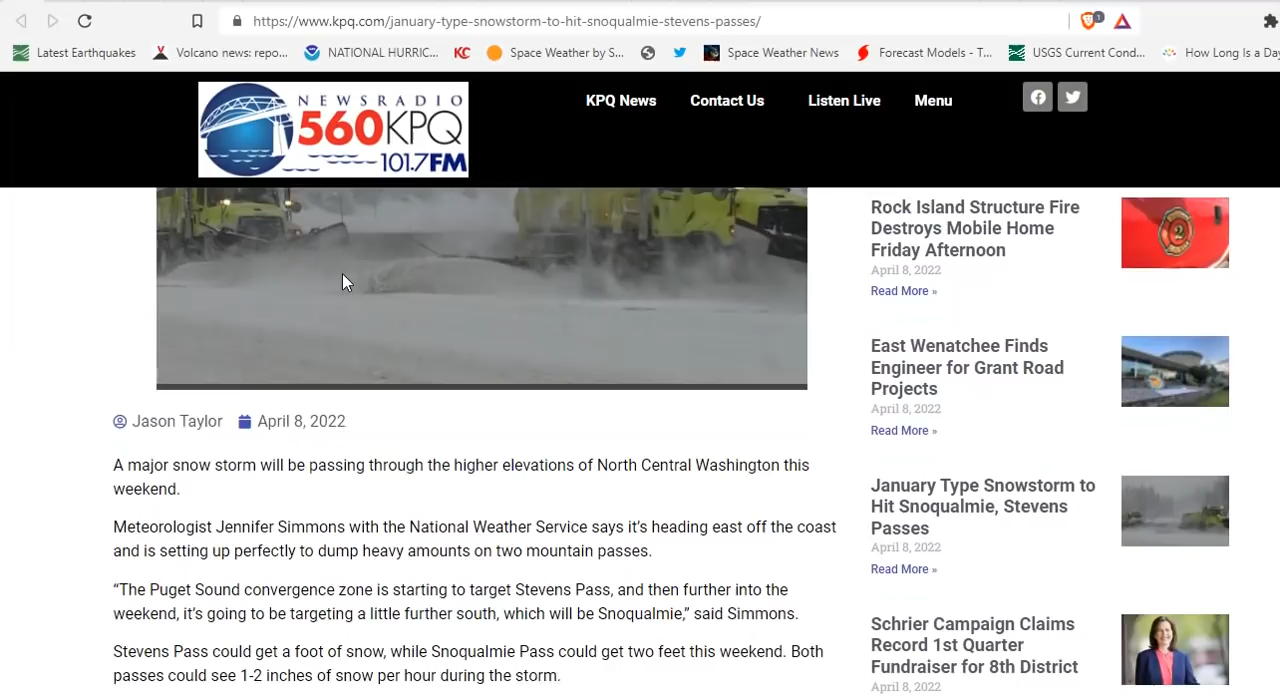 https://www.kpq.com/january-type-snowstorm-to-hit-snoqualmie-stevens-passes/
1
Latest Earthquakes
Volcano news: repo...
NATIONAL HURRIC...
KC
Space Weather by S...
Space Weather News
Forecast Models - T...
USGS Current Cond...
How Long Is a Day
NEWSRADIO
560KPQ
101.7FM
KPQ News
Contact Us
Listen Live
Menu
Jason Taylor
April 8, 2022
A major snow storm will be passing through the higher elevations of North Central Washington this
weekend.
Meteorologist Jennifer Simmons with the National Weather Service says it’s heading east off the coast
and is setting up perfectly to dump heavy amounts on two mountain passes.
“The Puget Sound convergence zone is starting to target Stevens Pass, and then further into the
weekend, it’s going to be targeting a little further south, which will be Snoqualmie,” said Simmons.
Stevens Pass could get a foot of snow, while Snoqualmie Pass could get two feet this weekend. Both
passes could see 1-2 inches of snow per hour during the storm.
Rock Island Structure Fire
Destroys Mobile Home
Friday Afternoon
April 8, 2022
Read More »
2
East Wenatchee Finds
Engineer for Grant Road
Projects
April 8, 2022
Read More »
January Type Snowstorm to
Hit Snoqualmie, Stevens
Passes
April 8, 2022
Read More »
Schrier Campaign Claims
Record 1st Quarter
Fundraiser for 8th District
April 8, 2022